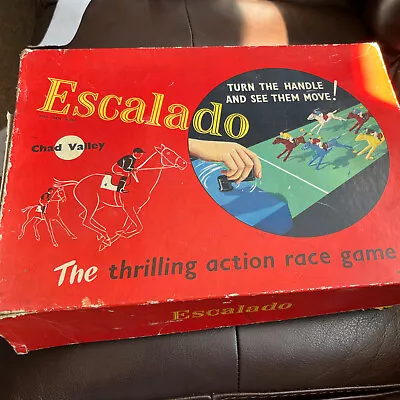 Escalado
TURN THE HANDLE
AND SEE THEM MOVE!
Chad Valley
The thrilling action race game
Escalado